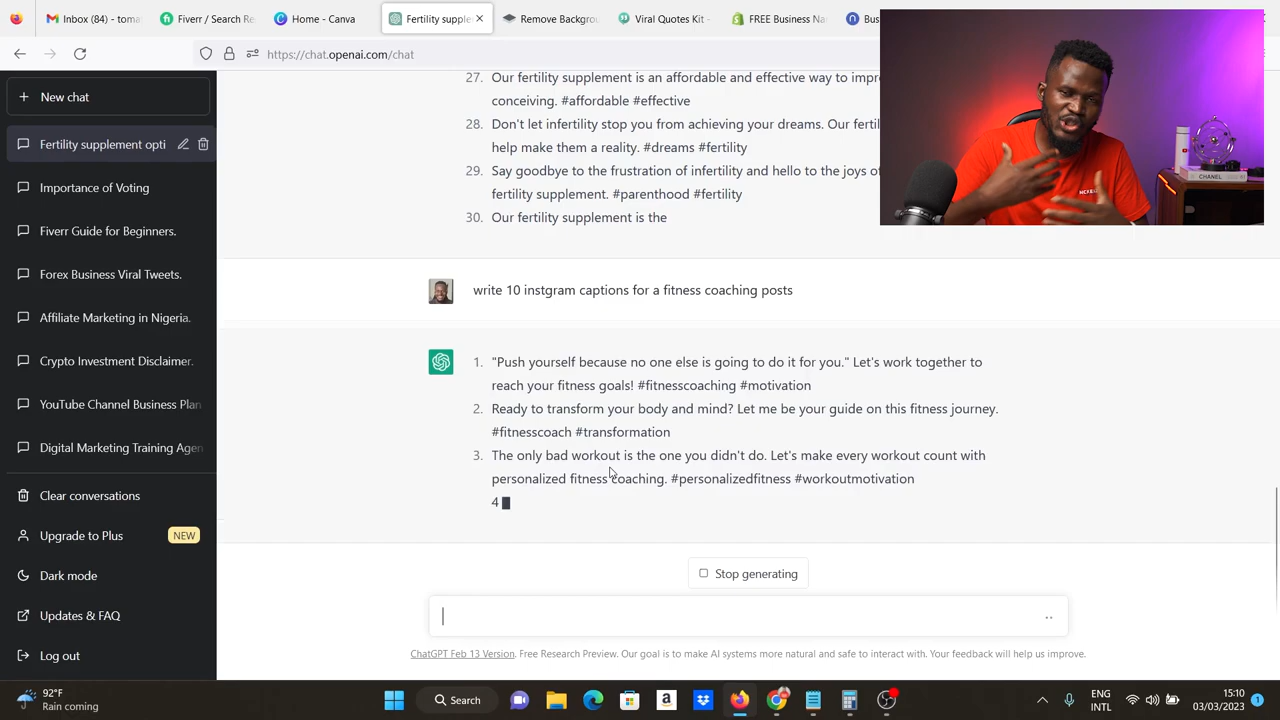 Inbox (840) -
Fiverr / Search Re
Home - Canva
Fertility supple
Remove Backgroun
Viral Quotes Kit -
FREE Business Na
Bus
https://chat.openai.com/chat
New chat
Fertility supplement opti
Importance of Voting
Fiverr Guide for Beginners.
Forex Business Viral Tweets.
Affiliate Marketing in Nigeria.
Crypto Investment Disclaimer.
YouTube Channel Business Plan
Digital Marketing Training Agen
Clear conversations
Upgrade to Plus NEW
Dark mode
Updates & FAQ
Log out
27. Our fertility supplement is an affordable and effective way to impr
conceiving. #affordable #effective
28. Don't let infertility stop you from achieving your dreams. Our fertil
help make them a reality. #dreams #fertility
29. Say goodbye to the frustration of infertility and hello to the joys of
fertility supplement. #parenthood #fertility
30. Our fertility supplement is the
write 10 instgram captions for a fitness coaching posts
1. "Push yourself because no one else is going to do it for you." Let's work together to
reach your fitness goals! #fitnesscoaching #motivation
2. Ready to transform your body and mind? Let me be your guide on this fitness journey.
#fitnesscoach #transformation
3. The only bad workout is the one you didn't do. Let's make every workout count with
personalized fitness coaching. #personalizedfitness #workoutmotivation
4
Stop generating
ChatGPT Feb 13 Version. Free Research Preview. Our goal is to make AI systems more natural and safe to interact with. Your feedback will help us improve.
CHANEL
92°F
Rain coming
Search
ENG
INTL
15:10
03/03/2023
1